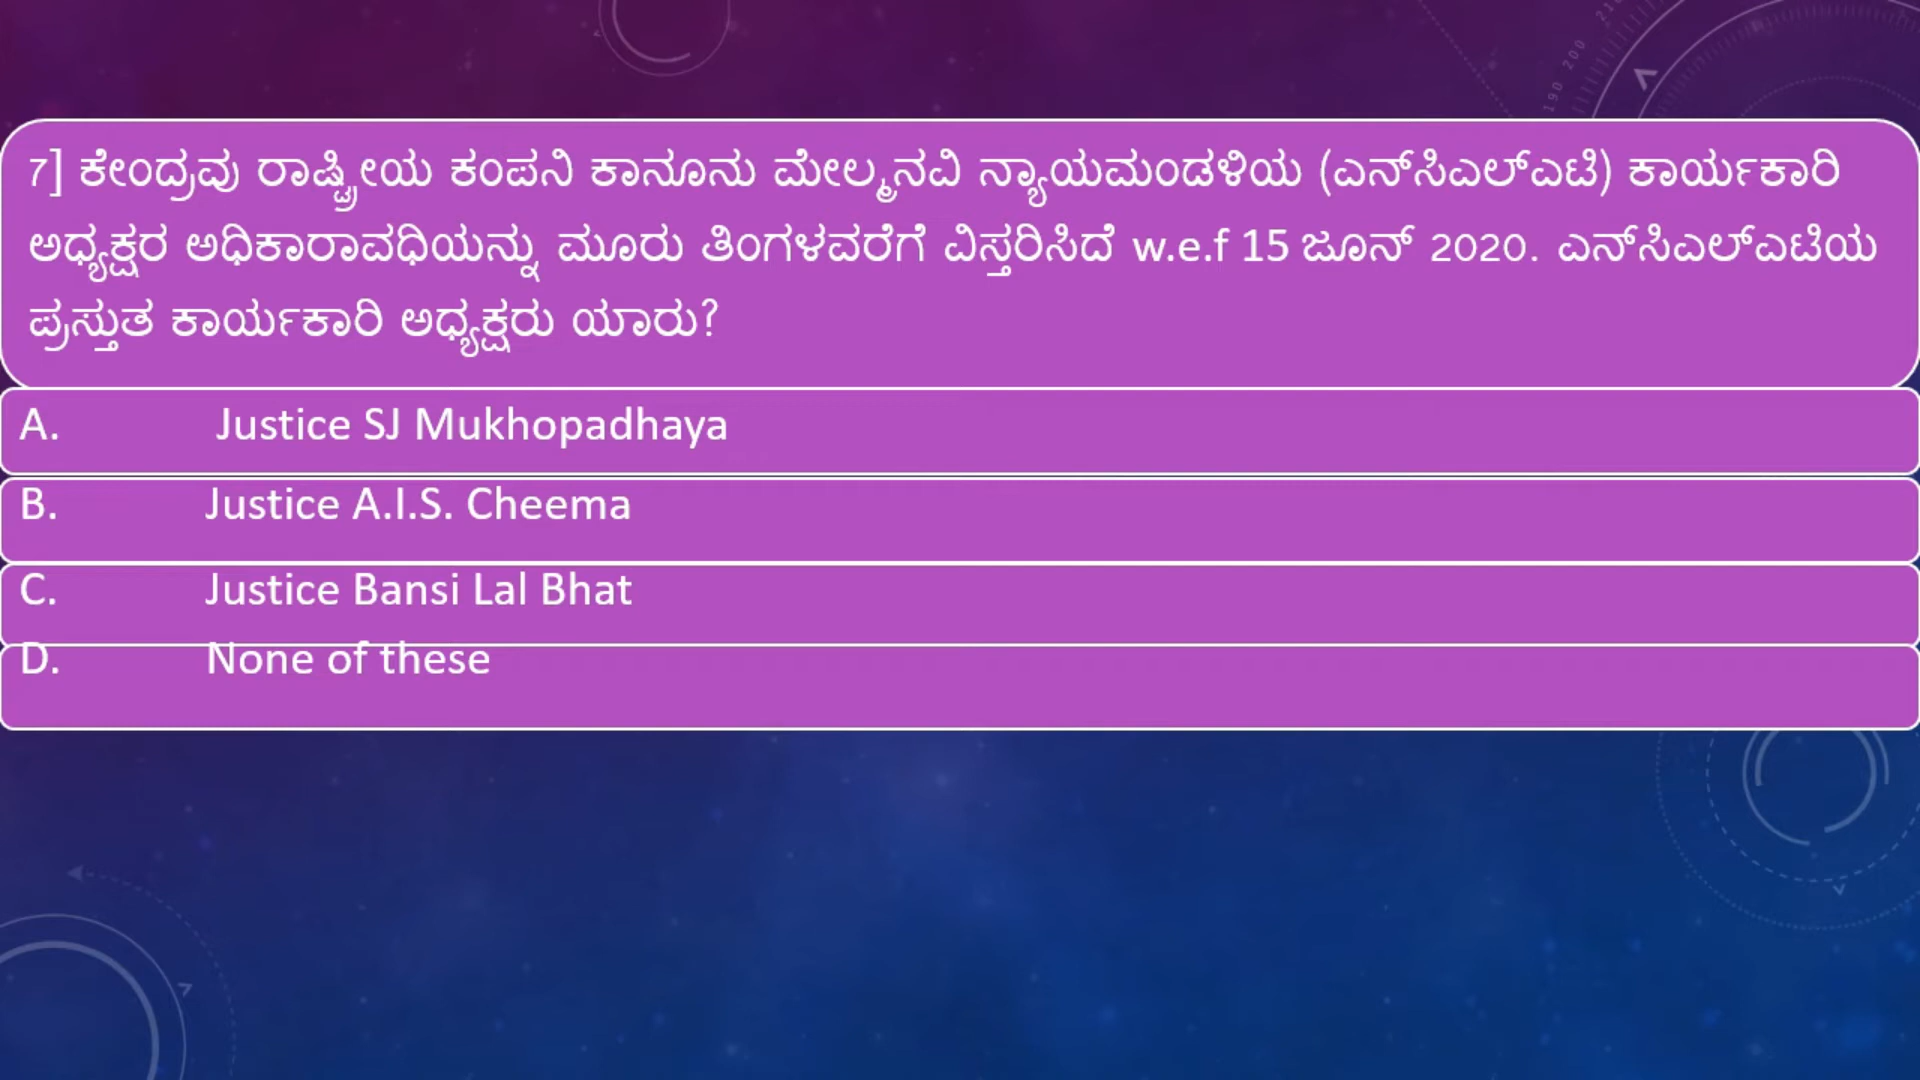 7] ಕೇಂದ್ರವು ರಾಷ್ಟ್ರೀಯ ಕಂಪನಿ ಕಾನೂನು ಮೇಲ್ಮನವಿ ನ್ಯಾಯಮಂಡಳಿಯ (ಎನ್‌ಸಿಎಲ್‌ಎಟಿ) ಕಾರ್ಯಕಾರಿ
ಅಧ್ಯಕ್ಷರ ಅಧಿಕಾರಾವಧಿಯನ್ನು ಮೂರು ತಿಂಗಳವರೆಗೆ ವಿಸ್ತರಿಸಿದೆ w.e.f 15 ಜೂನ್ 2020. ಎನ್‌ಸಿಎಲ್‌ಎಟಿಯ
ಪ್ರಸ್ತುತ ಕಾರ್ಯಕಾರಿ ಅಧ್ಯಕ್ಷರು ಯಾರು?
A. Justice SJ Mukhopadhaya
B. Justice A.I.S. Cheema
C. Justice Bansi Lal Bhat
D. None of these
190 200